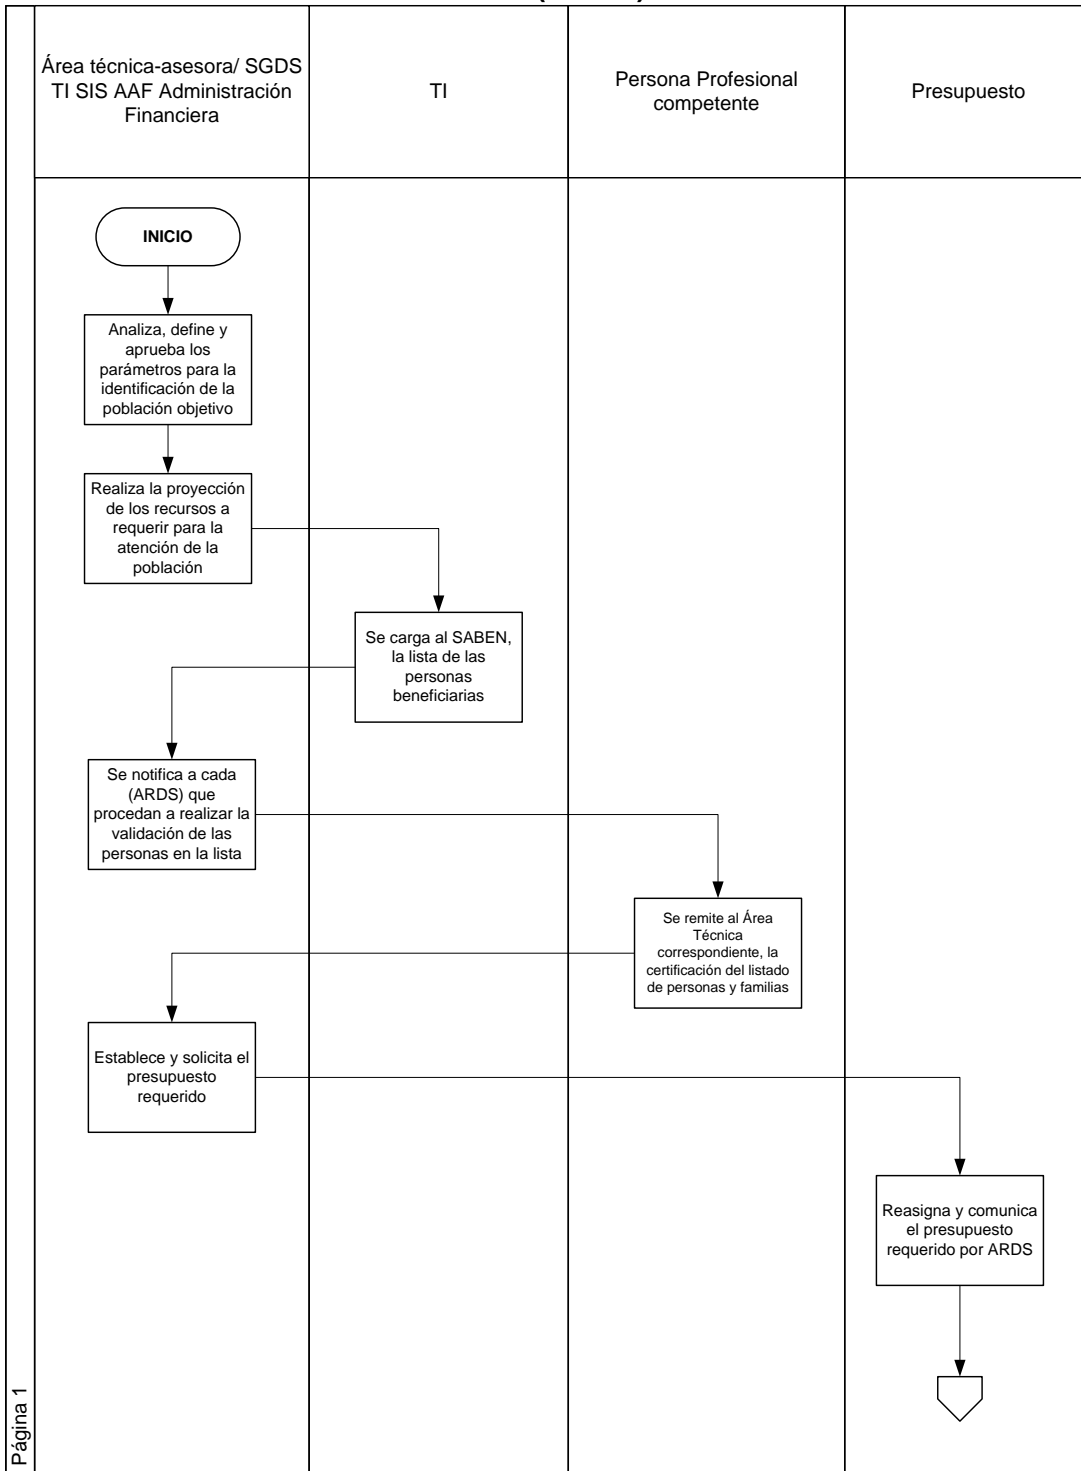 Área técnica-asesora/ SGDS
TI SIS AAF Administración
Financiera
TI
Persona Profesional
competente
Presupuesto
INICIO
Analiza, define y
aprueba los
parámetros para la
identificación de la
población objetivo
Realiza la proyección
de los recursos a
requerir para la
atención de la
población
Se carga al SABEN,
la lista de las
personas
beneficiarias
Se notifica a cada
(ARDS) que
procedan a realizar la
validación de las
personas en la lista
Se remite al Área
Técnica
correspondiente, la
certificación del listado
de personas y familias
Establece y solicita el
presupuesto
requerido
Reasigna y comunica
el presupuesto
requerido por ARDS
Página 1